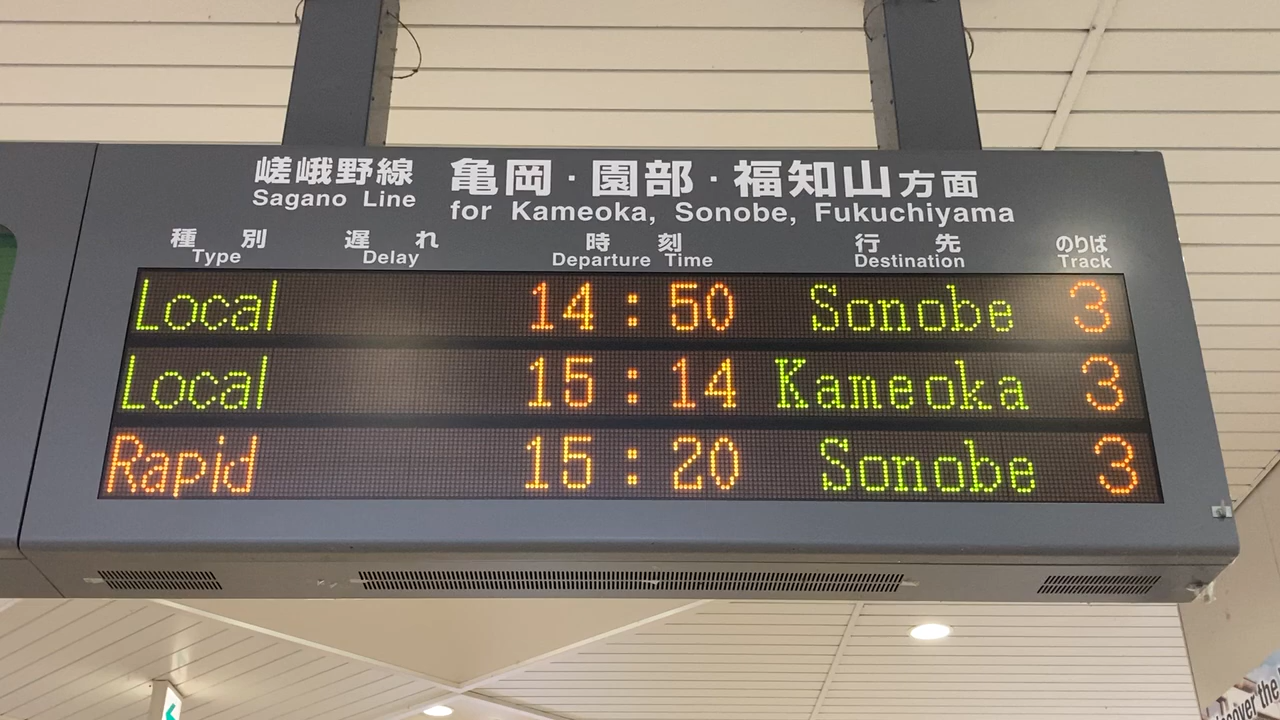 嵯峨野線 亀岡・園部・福知山方面
Sagano Line for Kameoka, Sonobe, Fukuchiyama
種別 遅れ 時刻 行先 のりば
Type Delay Departure Time Destination Track
Local 14:50 Sonobe 3
Local 15:14 Kameoka 3
Rapid 15:20 Sonobe 3
the